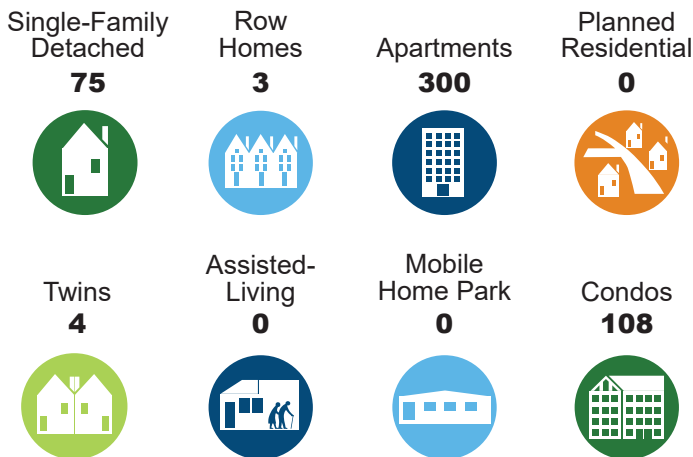 Single-Family
Detached
75
Row
Homes
3
Apartments
300
Planned
Residential
0
Twins
4
Assisted-
Living
0
Mobile
Home Park
0
Condos
108